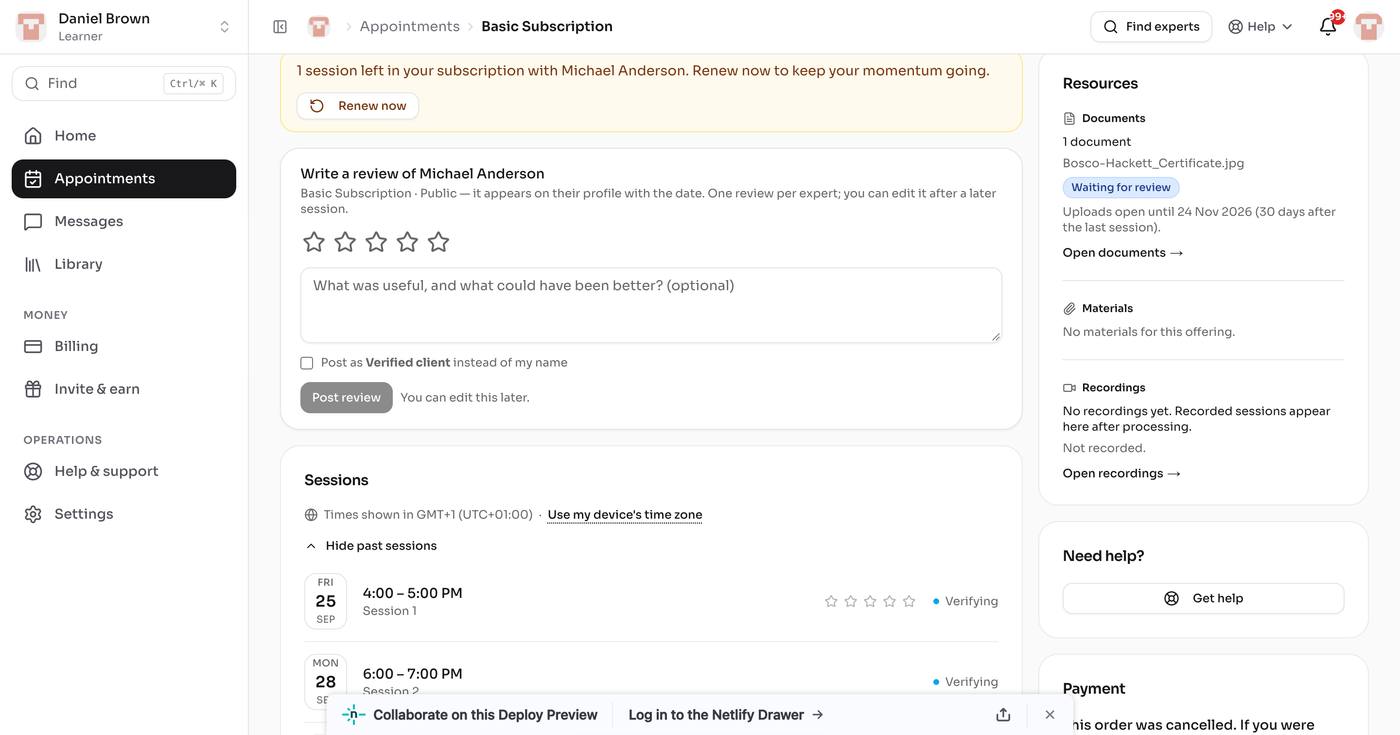 Daniel Brown
Learner
Find
Ctrl/⌘ K
Home
Appointments
Messages
Library
MONEY
Billing
Invite & earn
OPERATIONS
Help & support
Settings
Appointments
Basic Subscription
Find experts
Help
99+
1 session left in your subscription with Michael Anderson. Renew now to keep your momentum going.
Renew now
Write a review of Michael Anderson
Basic Subscription · Public — it appears on their profile with the date. One review per expert; you can edit it after a later
session.
What was useful, and what could have been better? (optional)
Post as Verified client instead of my name
Post review
You can edit this later.
Sessions
Times shown in GMT+1 (UTC+01:00) · Use my device's time zone
Hide past sessions
FRI
25
SEP
4:00 – 5:00 PM
Session 1
Verifying
MON
28
6:00 – 7:00 PM
Session 2
Verifying
Resources
Documents
1 document
Bosco-Hackett_Certificate.jpg
Waiting for review
Uploads open until 24 Nov 2026 (30 days after
the last session).
Open documents →
Materials
No materials for this offering.
Recordings
No recordings yet. Recorded sessions appear
here after processing.
Not recorded.
Open recordings →
Need help?
Get help
Payment
This order was cancelled. If you were
Collaborate on this Deploy Preview
Log in to the Netlify Drawer →